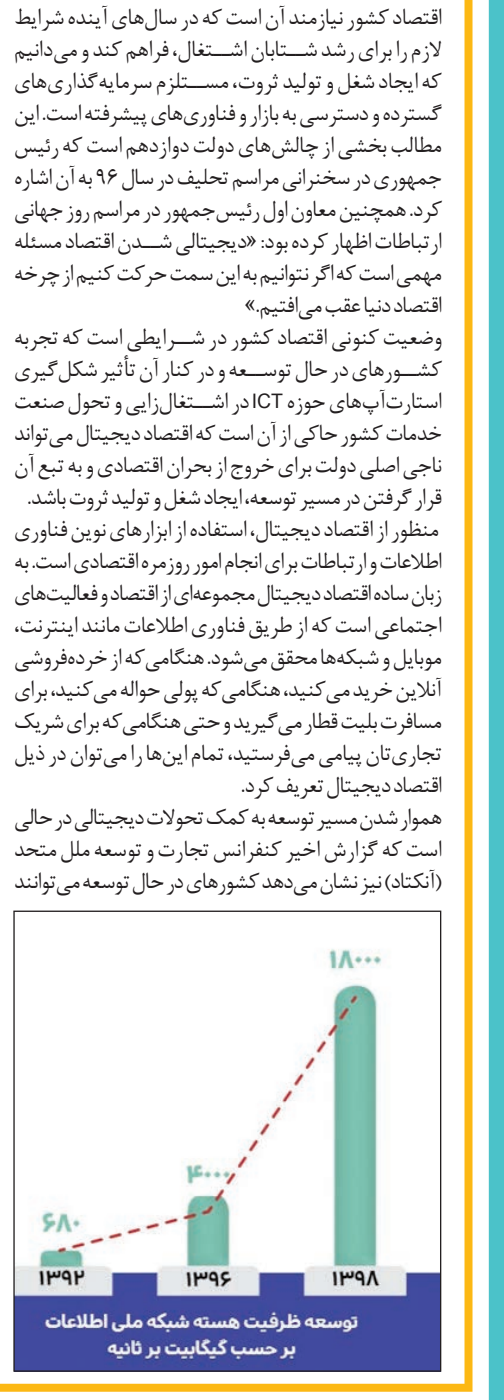 اقتصاد کشور نیازمند آن است که در سال‌های آینده شرایط
لازم را برای رشد شتابان اشتغال، فراهم کند و می‌دانیم
که ایجاد شغل و تولید ثروت، مستلزم سرمایه‌گذاری‌های
گسترده و دسترسی به بازار و فناوری‌های پیشرفته است. این
مطالب بخشی از چالش‌های دولت دوازدهم است که رئیس
جمهوری در سخنرانی مراسم تحلیف در سال ۹۶ به آن اشاره
کرد. همچنین معاون اول رئیس‌جمهور در مراسم روز جهانی
ارتباطات اظهار کرده بود: «دیجیتالی شدن اقتصاد مسئله
مهمی است که اگر نتوانیم به این سمت حرکت کنیم از چرخه
اقتصاد دنیا عقب می‌افتیم.»
وضعیت کنونی اقتصاد کشور در شرایطی است که تجربه
کشورهای در حال توسعه و در کنار آن تأثیر شکل‌گیری
استارت‌آپ‌های حوزه ICT در اشتغال‌زایی و تحول صنعت
خدمات کشور حاکی از آن است که اقتصاد دیجیتال می‌تواند
ناجی اصلی دولت برای خروج از بحران اقتصادی و به تبع آن
قرار گرفتن در مسیر توسعه، ایجاد شغل و تولید ثروت باشد.
منظور از اقتصاد دیجیتال، استفاده از ابزارهای نوین فناوری
اطلاعات و ارتباطات برای انجام امور روزمره اقتصادی است. به
زبان ساده اقتصاد دیجیتال مجموعه‌ای از اقتصاد و فعالیت‌های
اجتماعی است که از طریق فناوری اطلاعات مانند اینترنت،
موبایل و شبکه‌ها محقق می‌شود. هنگامی که از خرده‌فروشی
آنلاین خرید می‌کنید، هنگامی که پولی حواله می‌کنید، برای
مسافرت بلیت قطار می‌گیرید و حتی هنگامی که برای شریک
تجاری‌تان پیامی می‌فرستید، تمام این‌ها را می‌توان در ذیل
اقتصاد دیجیتال تعریف کرد.
هموار شدن مسیر توسعه به کمک تحولات دیجیتالی در حالی
است که گزارش اخیر کنفرانس تجارت و توسعه ملل متحد
(آنکتاد) نیز نشان می‌دهد کشورهای در حال توسعه می‌توانند
۱۸۰۰۰
۴۰۰۰
۶۸۰
۱۳۹۸
۱۳۹۶
۱۳۹۲
توسعه ظرفیت هسته شبکه ملی اطلاعات
بر حسب گیگابیت بر ثانیه